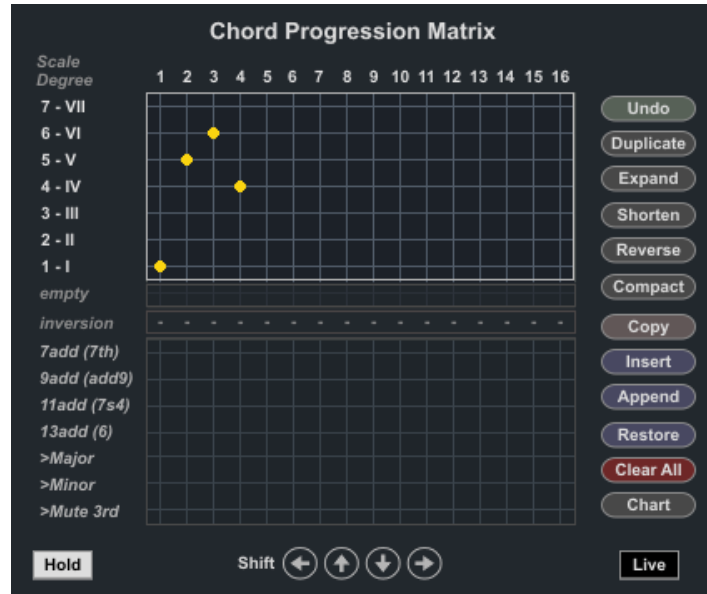 Chord Progression Matrix
Scale
Degree
1 2 3 4 5 6 7 8 9 10 11 12 13 14 15 16
7 - VII
6 - VI
5 - V
4 - IV
3 - III
2 - II
1 - I
empty
inversion - - - - - - - - - - - - - - - -
7add (7th)
9add (add9)
11add (7s4)
13add (6)
>Major
>Minor
>Mute 3rd
Undo
Duplicate
Expand
Shorten
Reverse
Compact
Copy
Insert
Append
Restore
Clear All
Chart
Hold
Shift
Live